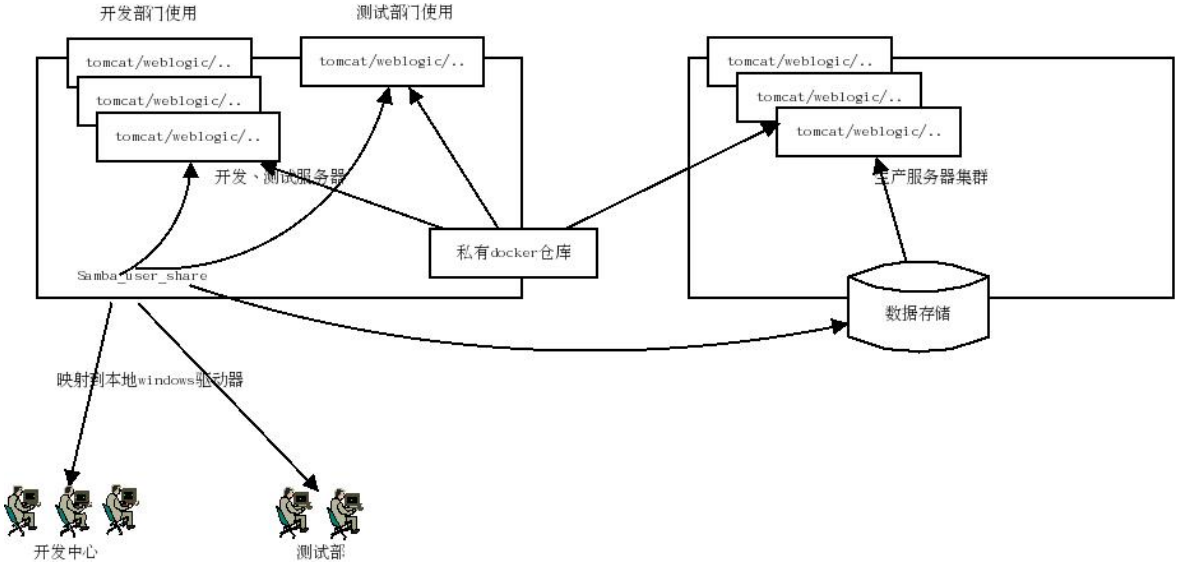 开发部门使用
测试部门使用
tomcat/weblogic/..
tomcat/weblogic/..
tomcat/weblogic/..
tomcat/weblogic/..
tomcat/weblogic/..
tomcat/weblogic/..
tomcat/weblogic/..
开发、测试服务器
生产服务器集群
私有docker仓库
Samba_user_share
数据存储
映射到本地windows驱动器
开发中心
测试部